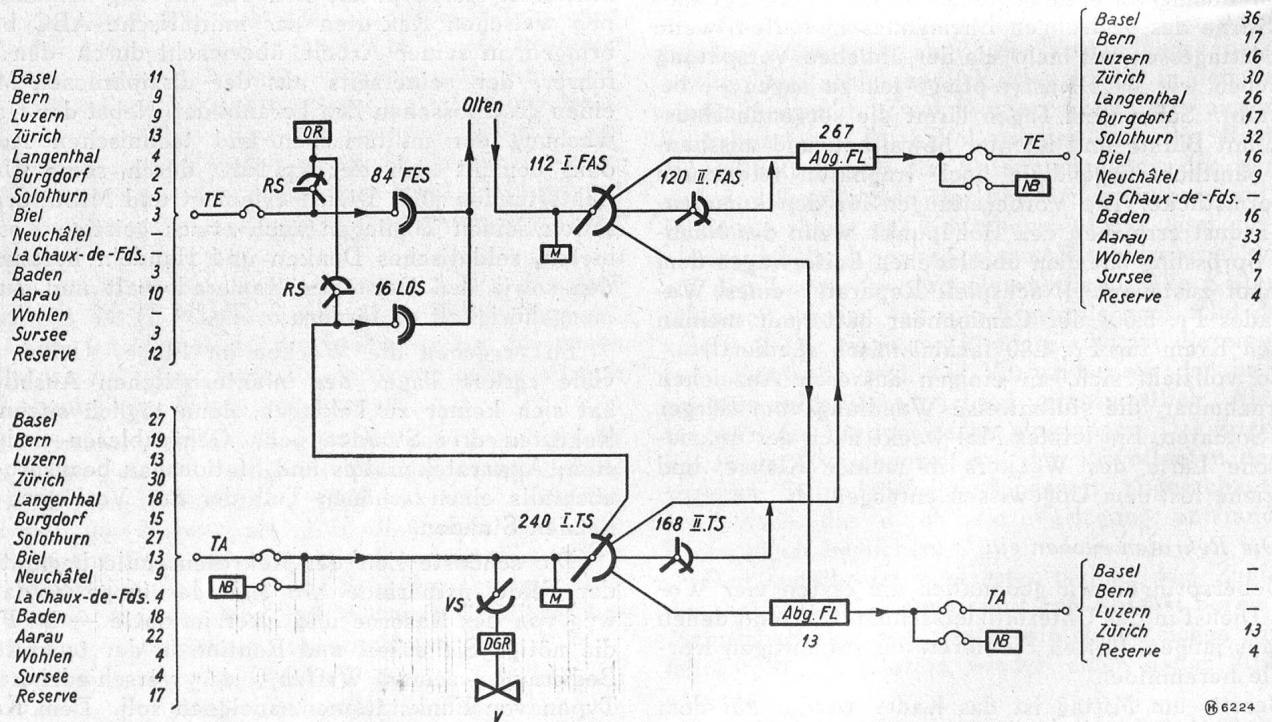 Basel 11
Bern 9
Luzern 9
Zürich 13
Langenthal 4
Burgdorf 4
Solothurn 5
Biel 3
Neuchâtel –
La Chaux-de-Fds. –
Baden 3
Aarau 10
Wohlen –
Sursee 3
Reserve 12
TE
OR
RS
84 FES
RS
16 LOS
Olten
112 I. FAS
M
120 II. FAS
267
Abg. FL
TE
NB
Basel 36
Bern 17
Luzern 16
Zürich 30
Langenthal 26
Burgdorf 17
Solothurn 32
Biel 16
Neuchâtel –
La Chaux-de-Fds. –
Baden 16
Aarau 33
Wohlen 4
Sursee 7
Reserve 4
Basel 27
Bern 19
Luzern 13
Zürich 30
Langenthal 18
Burgdorf 15
Solothurn 27
Biel 13
Neuchâtel 9
La Chaux-de-Fds. 4
Baden 18
Aarau 22
Wohlen 4
Sursee 4
Reserve 17
TA
NB
VS
DGR
V
240 I. TS
M
168 II. TS
Abg. FL
13
TA
NB
Basel –
Bern –
Luzern –
Zürich 13
Reserve 4
6224